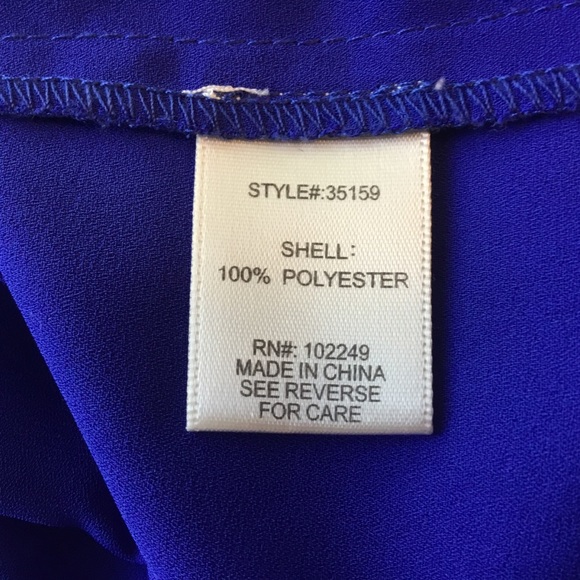 STYLE#:35159
SHELL:
100% POLYESTER
RN#: 102249
MADE IN CHINA
SEE REVERSE
FOR CARE